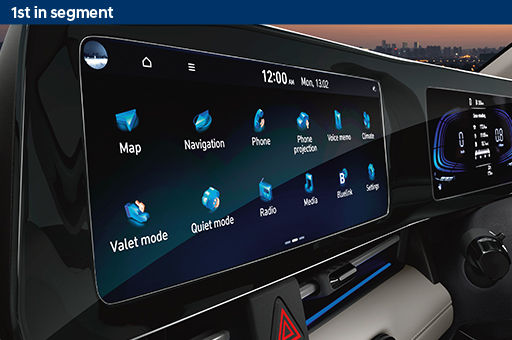 1st in segment
12:00 AM Mon, 13.02
Map
Navigation
Phone
Phone
projection
Voice memo
Climate
Valet mode
Quiet mode
Radio
Media
Bluelink
Settings